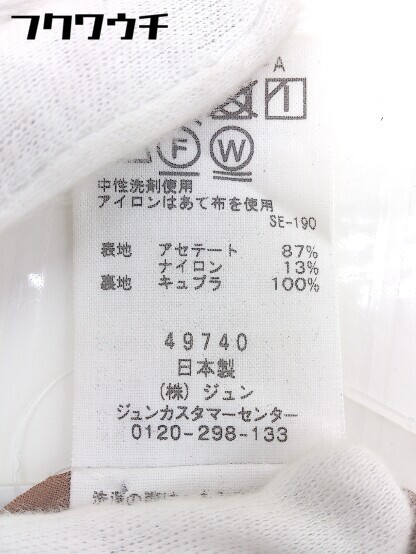 フクワウチ
A
F W
中性洗剤使用
アイロンはあて布を使用
SE-190
表地 アセテート 87%
ナイロン 13%
裏地 キュプラ 100%
49740
日本製
(株) ジュン
ジュンカスタマーセンター
0120-298-133